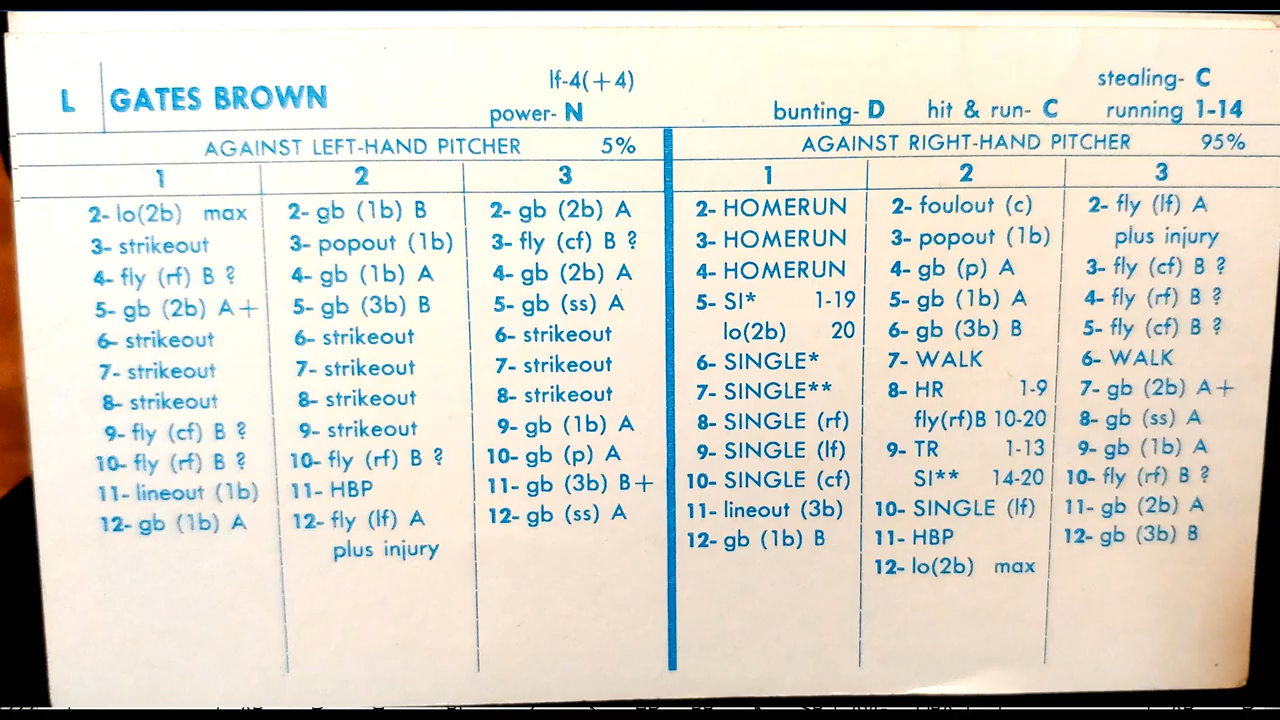 L GATES BROWN
lf-4(+4)
power- N
bunting- D hit & run- C
stealing- C
running 1-14
AGAINST LEFT-HAND PITCHER 5%
1
2- lo(2b) max
3- strikeout
4- fly (rf) B ?
5- gb (2b) A+
6- strikeout
7- strikeout
8- strikeout
9- fly (cf) B ?
10- fly (rf) B ?
11- lineout (1b)
12- gb (1b) A
2
2- gb (1b) B
3- popout (1b)
4- gb (1b) A
5- gb (3b) B
6- strikeout
7- strikeout
8- strikeout
9- strikeout
10- fly (rf) B ?
11- HBP
12- fly (lf) A
plus injury
3
2- gb (2b) A
3- fly (cf) B ?
4- gb (2b) A
5- gb (ss) A
6- strikeout
7- strikeout
8- strikeout
9- gb (1b) A
10- gb (p) A
11- gb (3b) B+
12- gb (ss) A
AGAINST RIGHT-HAND PITCHER 95%
1
2- HOMERUN
3- HOMERUN
4- HOMERUN
5- SI* 1-19
lo(2b) 20
6- SINGLE*
7- SINGLE**
8- SINGLE (rf)
9- SINGLE (lf)
10- SINGLE (cf)
11- lineout (3b)
12- gb (1b) B
2
2- foulout (c)
3- popout (1b)
4- gb (p) A
5- gb (1b) A
6- gb (3b) B
7- WALK
8- HR 1-9
fly(rf)B 10-20
9- TR 1-13
SI** 14-20
10- SINGLE (lf)
11- HBP
12- lo(2b) max
3
2- fly (lf) A
plus injury
3- fly (cf) B ?
4- fly (rf) B ?
5- fly (cf) B ?
6- WALK
7- gb (2b) A+
8- gb (ss) A
9- gb (1b) A
10- fly (rf) B ?
11- gb (2b) A
12- gb (3b) B